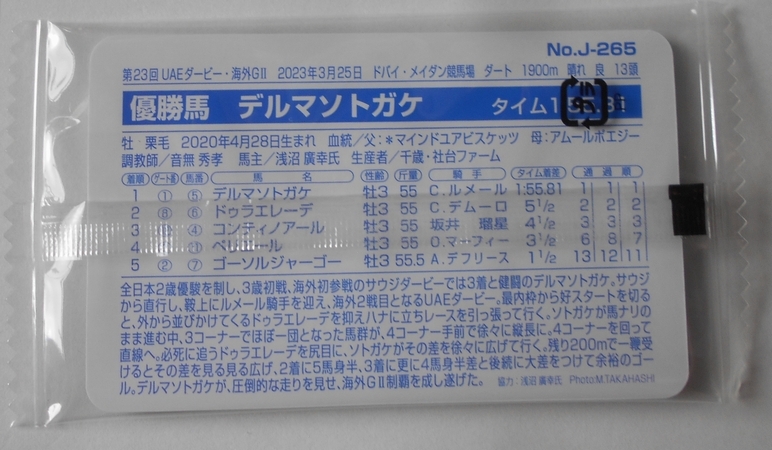 No.J-265
第23回 UAEダービー・海外GII 2023年3月25日 ドバイ・メイダン競馬場 ダート 1900m 晴れ 良 13頭
優勝馬 デルマソトガケ タイム1:55.81
牡 栗毛 2020年4月28日生まれ 血統/父:*マインドユアビスケッツ 母:アムールポエジー
調教師/音無 秀孝 馬主/浅沼 廣幸氏 生産者/千歳・社台ファーム
着順 ゲート番 馬番 馬名 性齢 斤量 騎手 タイム着差 通過順
1 ① ⑤ デルマソトガケ 牡3 55 C.ルメール 1:55.81 1 1 1
2 ⑧ ⑥ ドゥラエレーデ 牡3 55 C.デムーロ 5 1/2 2 2 2
3 ④ コンティノアール 牡3 55 坂井 瑠星 4 1/2 3 3 3
4 ① 牡3 55 O.マーフィー 3 1/2 6 8 7
5 ② ⑦ ゴーソルジャーゴー 牡3 55.5 A.デフリース 1 1/2 13 12 11
全日本2歳優駿を制し、3歳初戦、海外初参戦のサウジダービーでは3着と健闘のデルマソトガケ。サウジ
から直行し、鞍上にルメール騎手を迎え、海外2戦目となるUAEダービー。最内枠から好スタートを切る
と、外から並びかけてくるドゥラエレーデを抑えハナに立ちレースを引っ張って行く。ソトガケが馬ナリの
まま進む中、3コーナーでほぼ一団となった馬群が、4コーナー手前で徐々に縦長に。4コーナーを回って
直線へ。必死に追うドゥラエレーデを尻目に、ソトガケがその差を徐々に広げて行く。残り200mで一鞭受
けるとその差を見る見る広げ、2着に5馬身半、3着に更に4馬身半差と後続に大差をつけて余裕のゴー
ル。デルマソトガケが、圧倒的な走りを見せ、海外GII制覇を成し遂げた。 協力:浅沼 廣幸氏 Photo:M.TAKAHASHI